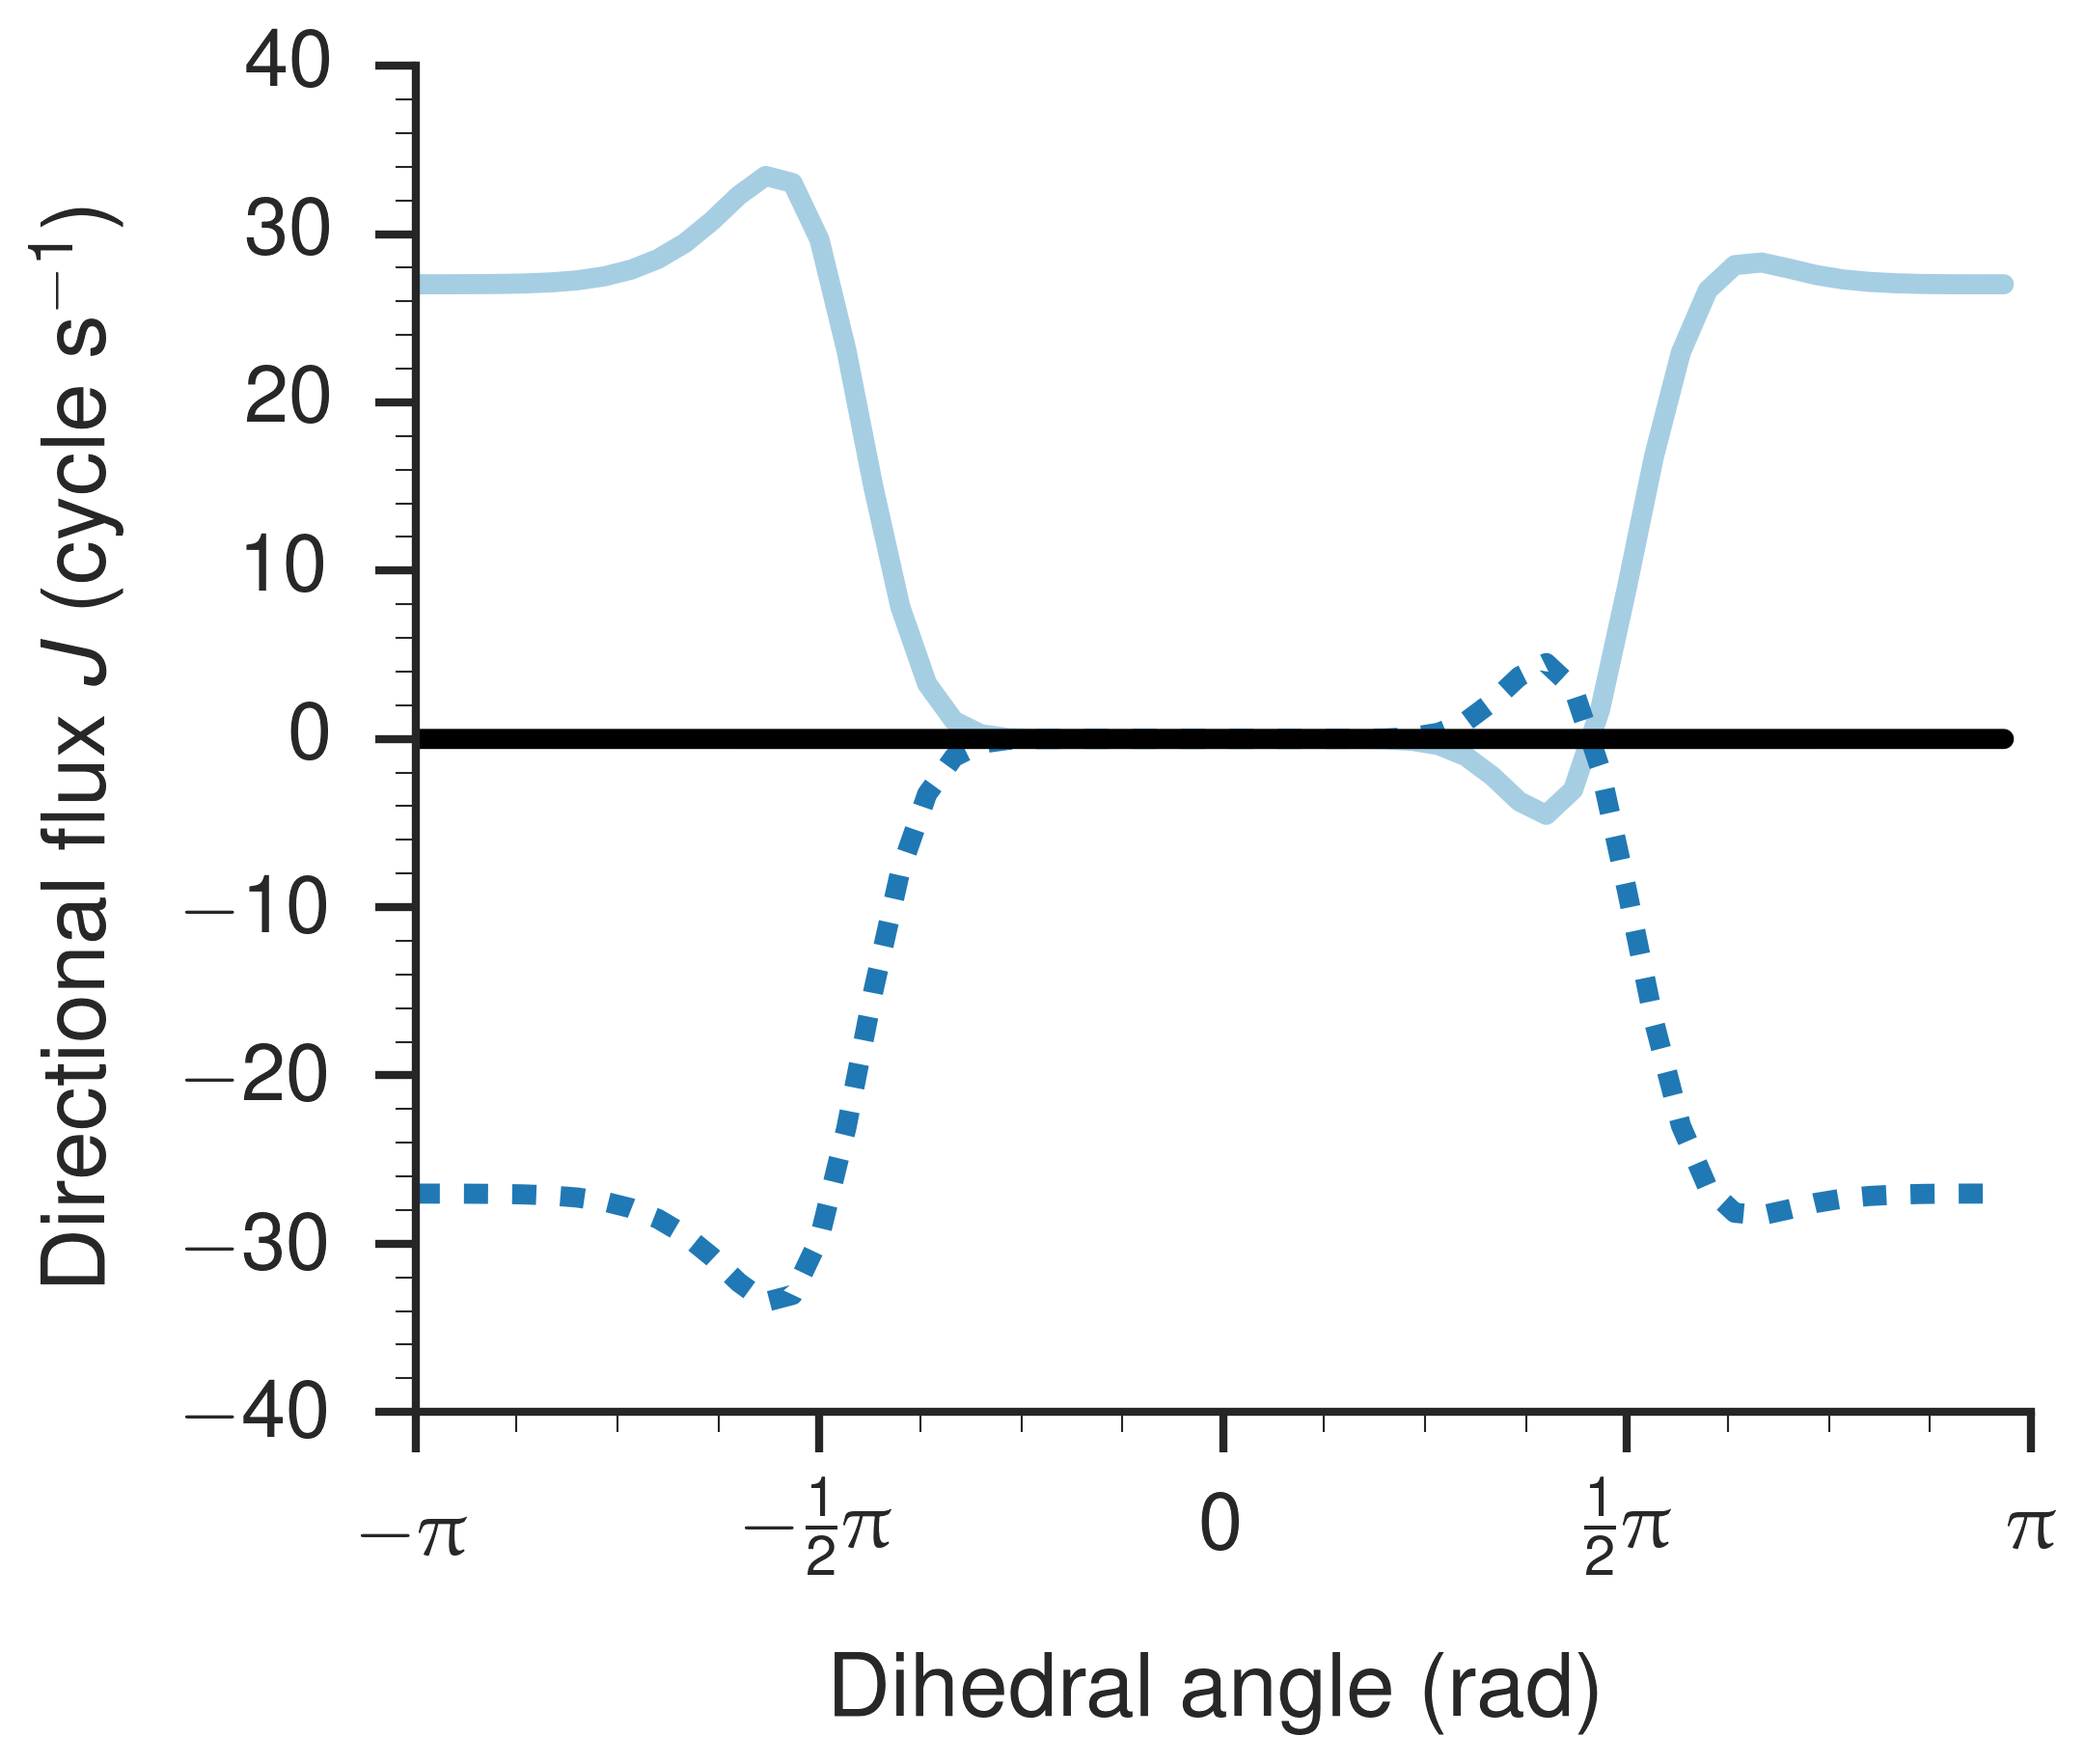 Directional flux J (cycle s⁻¹)
40
30
20
10
0
−10
−20
−30
−40
−π
−½π
0
½π
π
Dihedral angle (rad)